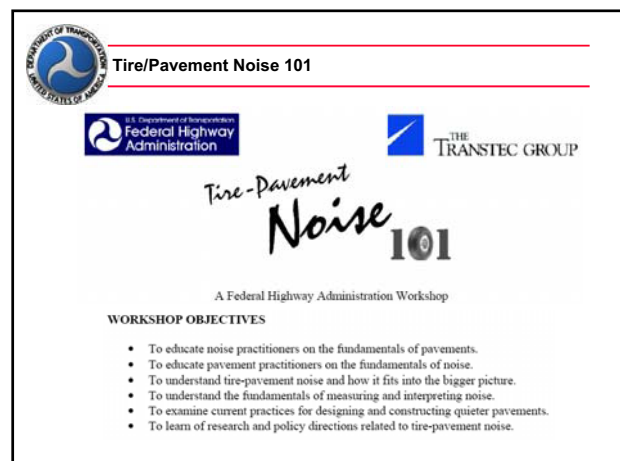 DEPARTMENT OF TRANSPORTATION
UNITED STATES OF AMERICA
Tire/Pavement Noise 101
U.S. Department of Transportation
Federal Highway
Administration
THE
TRANSTEC GROUP
Tire-Pavement
Noise
101
A Federal Highway Administration Workshop
WORKSHOP OBJECTIVES
• To educate noise practitioners on the fundamentals of pavements.
• To educate pavement practitioners on the fundamentals of noise.
• To understand tire-pavement noise and how it fits into the bigger picture.
• To understand the fundamentals of measuring and interpreting noise.
• To examine current practices for designing and constructing quieter pavements.
• To learn of research and policy directions related to tire-pavement noise.